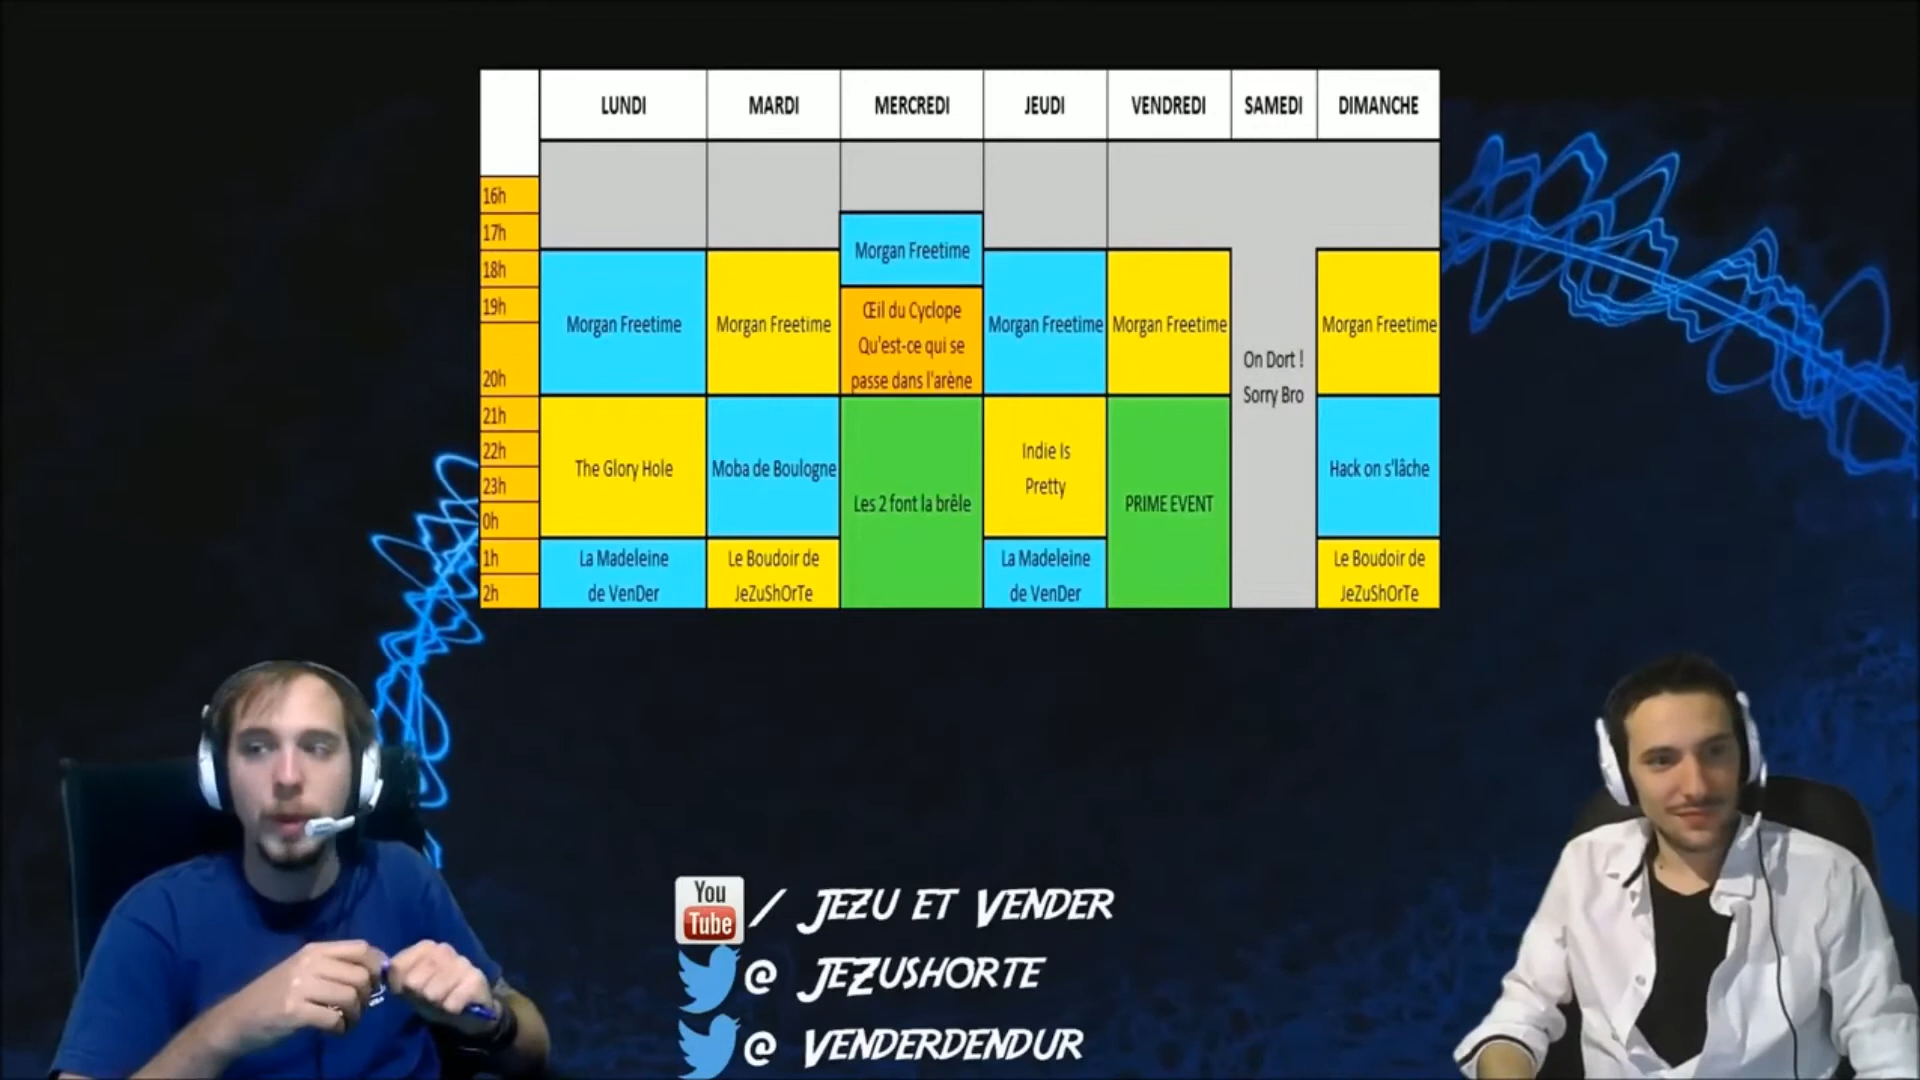 LUNDI MARDI MERCREDI JEUDI VENDREDI SAMEDI DIMANCHE
16h
17h
18h
19h
20h
21h
22h
23h
0h
1h
2h
Morgan Freetime
The Glory Hole
La Madeleine
de VenDer
Morgan Freetime
Moba de Boulogne
Le Boudoir de
JeZuShOrTe
Morgan Freetime
Œil du Cyclope
Qu'est-ce qui se
passe dans l'arène
Les 2 font la brêle
Morgan Freetime
Indie Is
Pretty
La Madeleine
de VenDer
Morgan Freetime
PRIME EVENT
On Dort !
Sorry Bro
Morgan Freetime
Hack on s'lâche
Le Boudoir de
JeZuShOrTe
You
Tube / JEZU ET VENDER
@ JEZUSHORTE
@ VENDERDENDUR